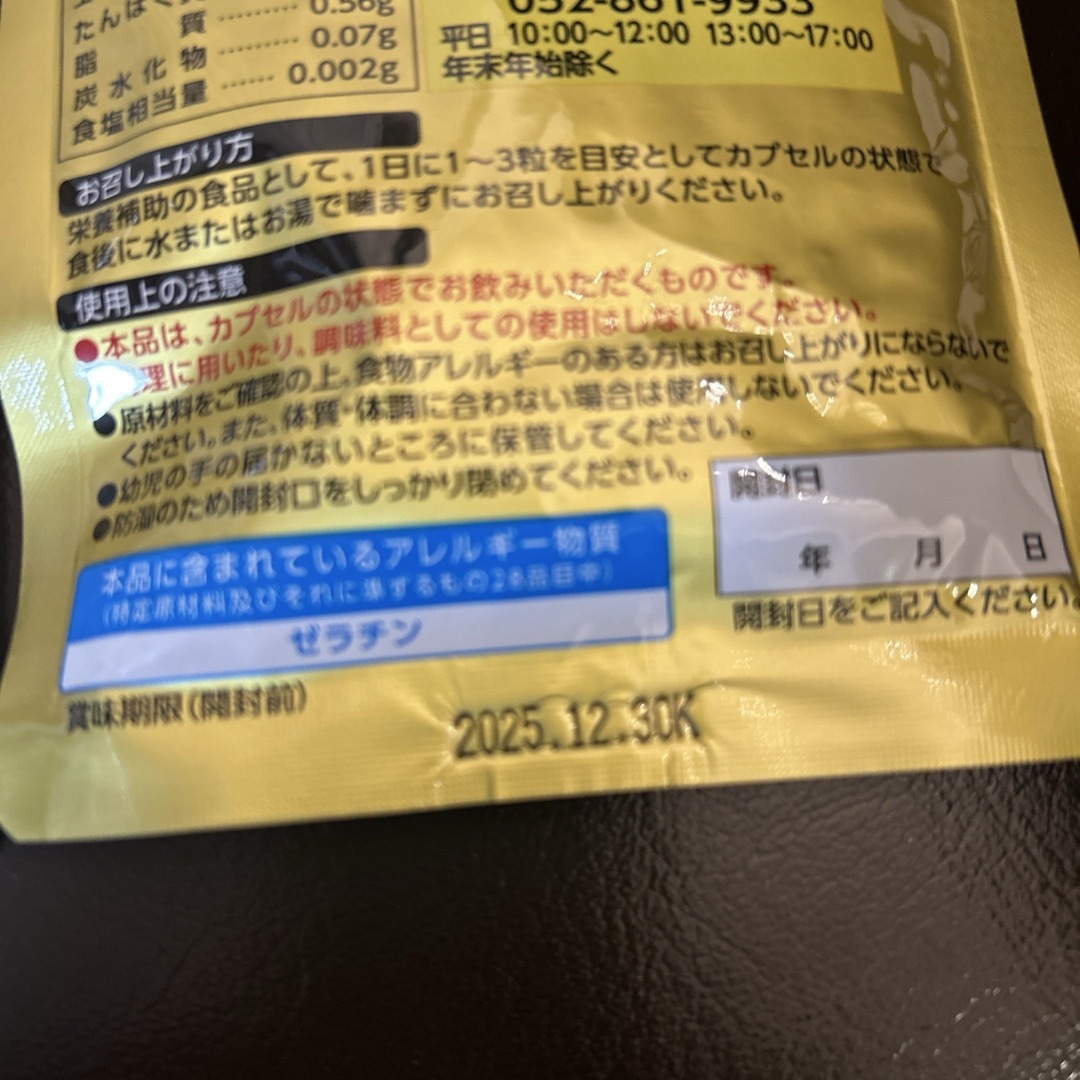 たんぱく質
0.56g
脂質
0.07g
炭水化物
0.002g
食塩相当量
052-861-9933
平日 10:00〜12:00 13:00〜17:00
年末年始除く
お召し上がり方
栄養補助の食品として、1日に1〜3粒を目安としてカプセルの状態で
食後に水またはお湯で噛まずにお召し上がりください。
使用上の注意
●本品は、カプセルの状態でお飲みいただくものです。
理に用いたり、調味料としての使用はしないでください。
●原材料をご確認の上、食物アレルギーのある方はお召し上がりにならないで
ください。また、体質・体調に合わない場合は使用しないでください。
●幼児の手の届かないところに保管してください。
●防湿のため開封口をしっかり閉めてください。
本品に含まれているアレルギー物質
(特定原材料及びそれに準ずるもの28品目中)
ゼラチン
開封日
年 月 日
開封日をご記入ください。
賞味期限(開封前)
2025.12.30K